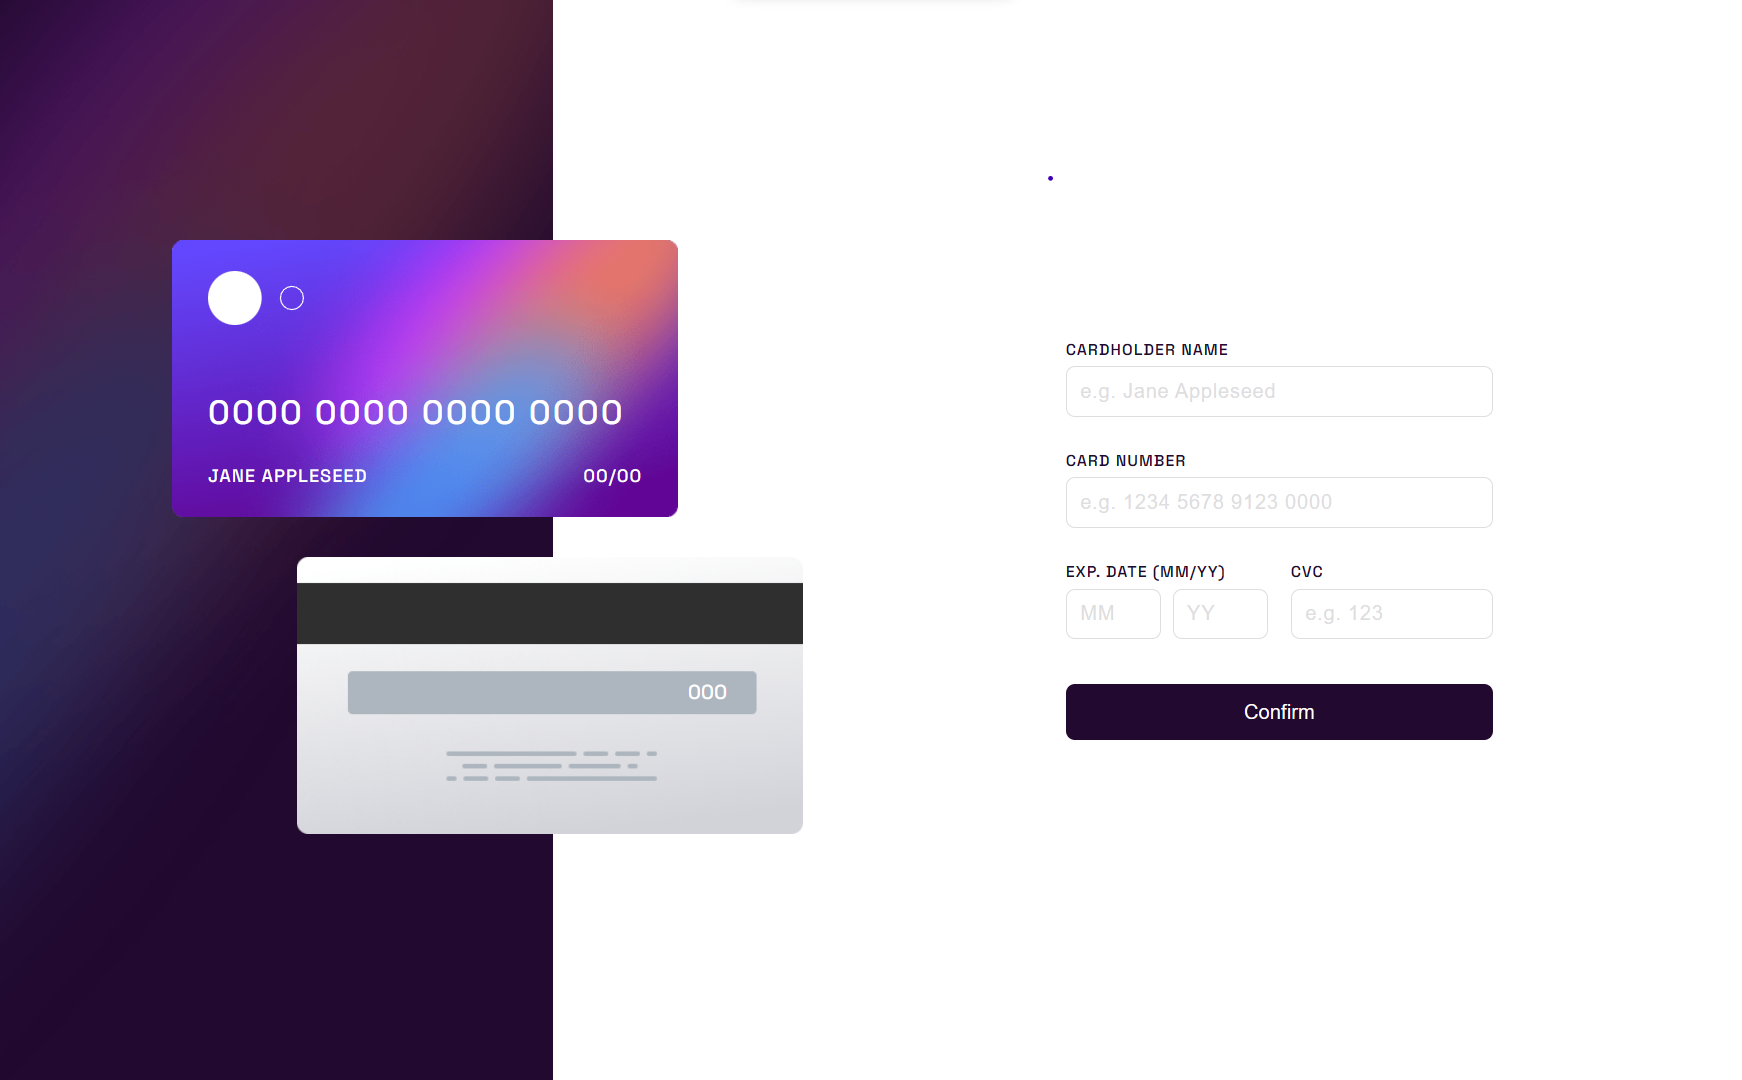 0000 0000 0000 0000
JANE APPLESEED 00/00
000
CARDHOLDER NAME
e.g. Jane Appleseed
CARD NUMBER
e.g. 1234 5678 9123 0000
EXP. DATE (MM/YY) CVC
MM YY e.g. 123
Confirm